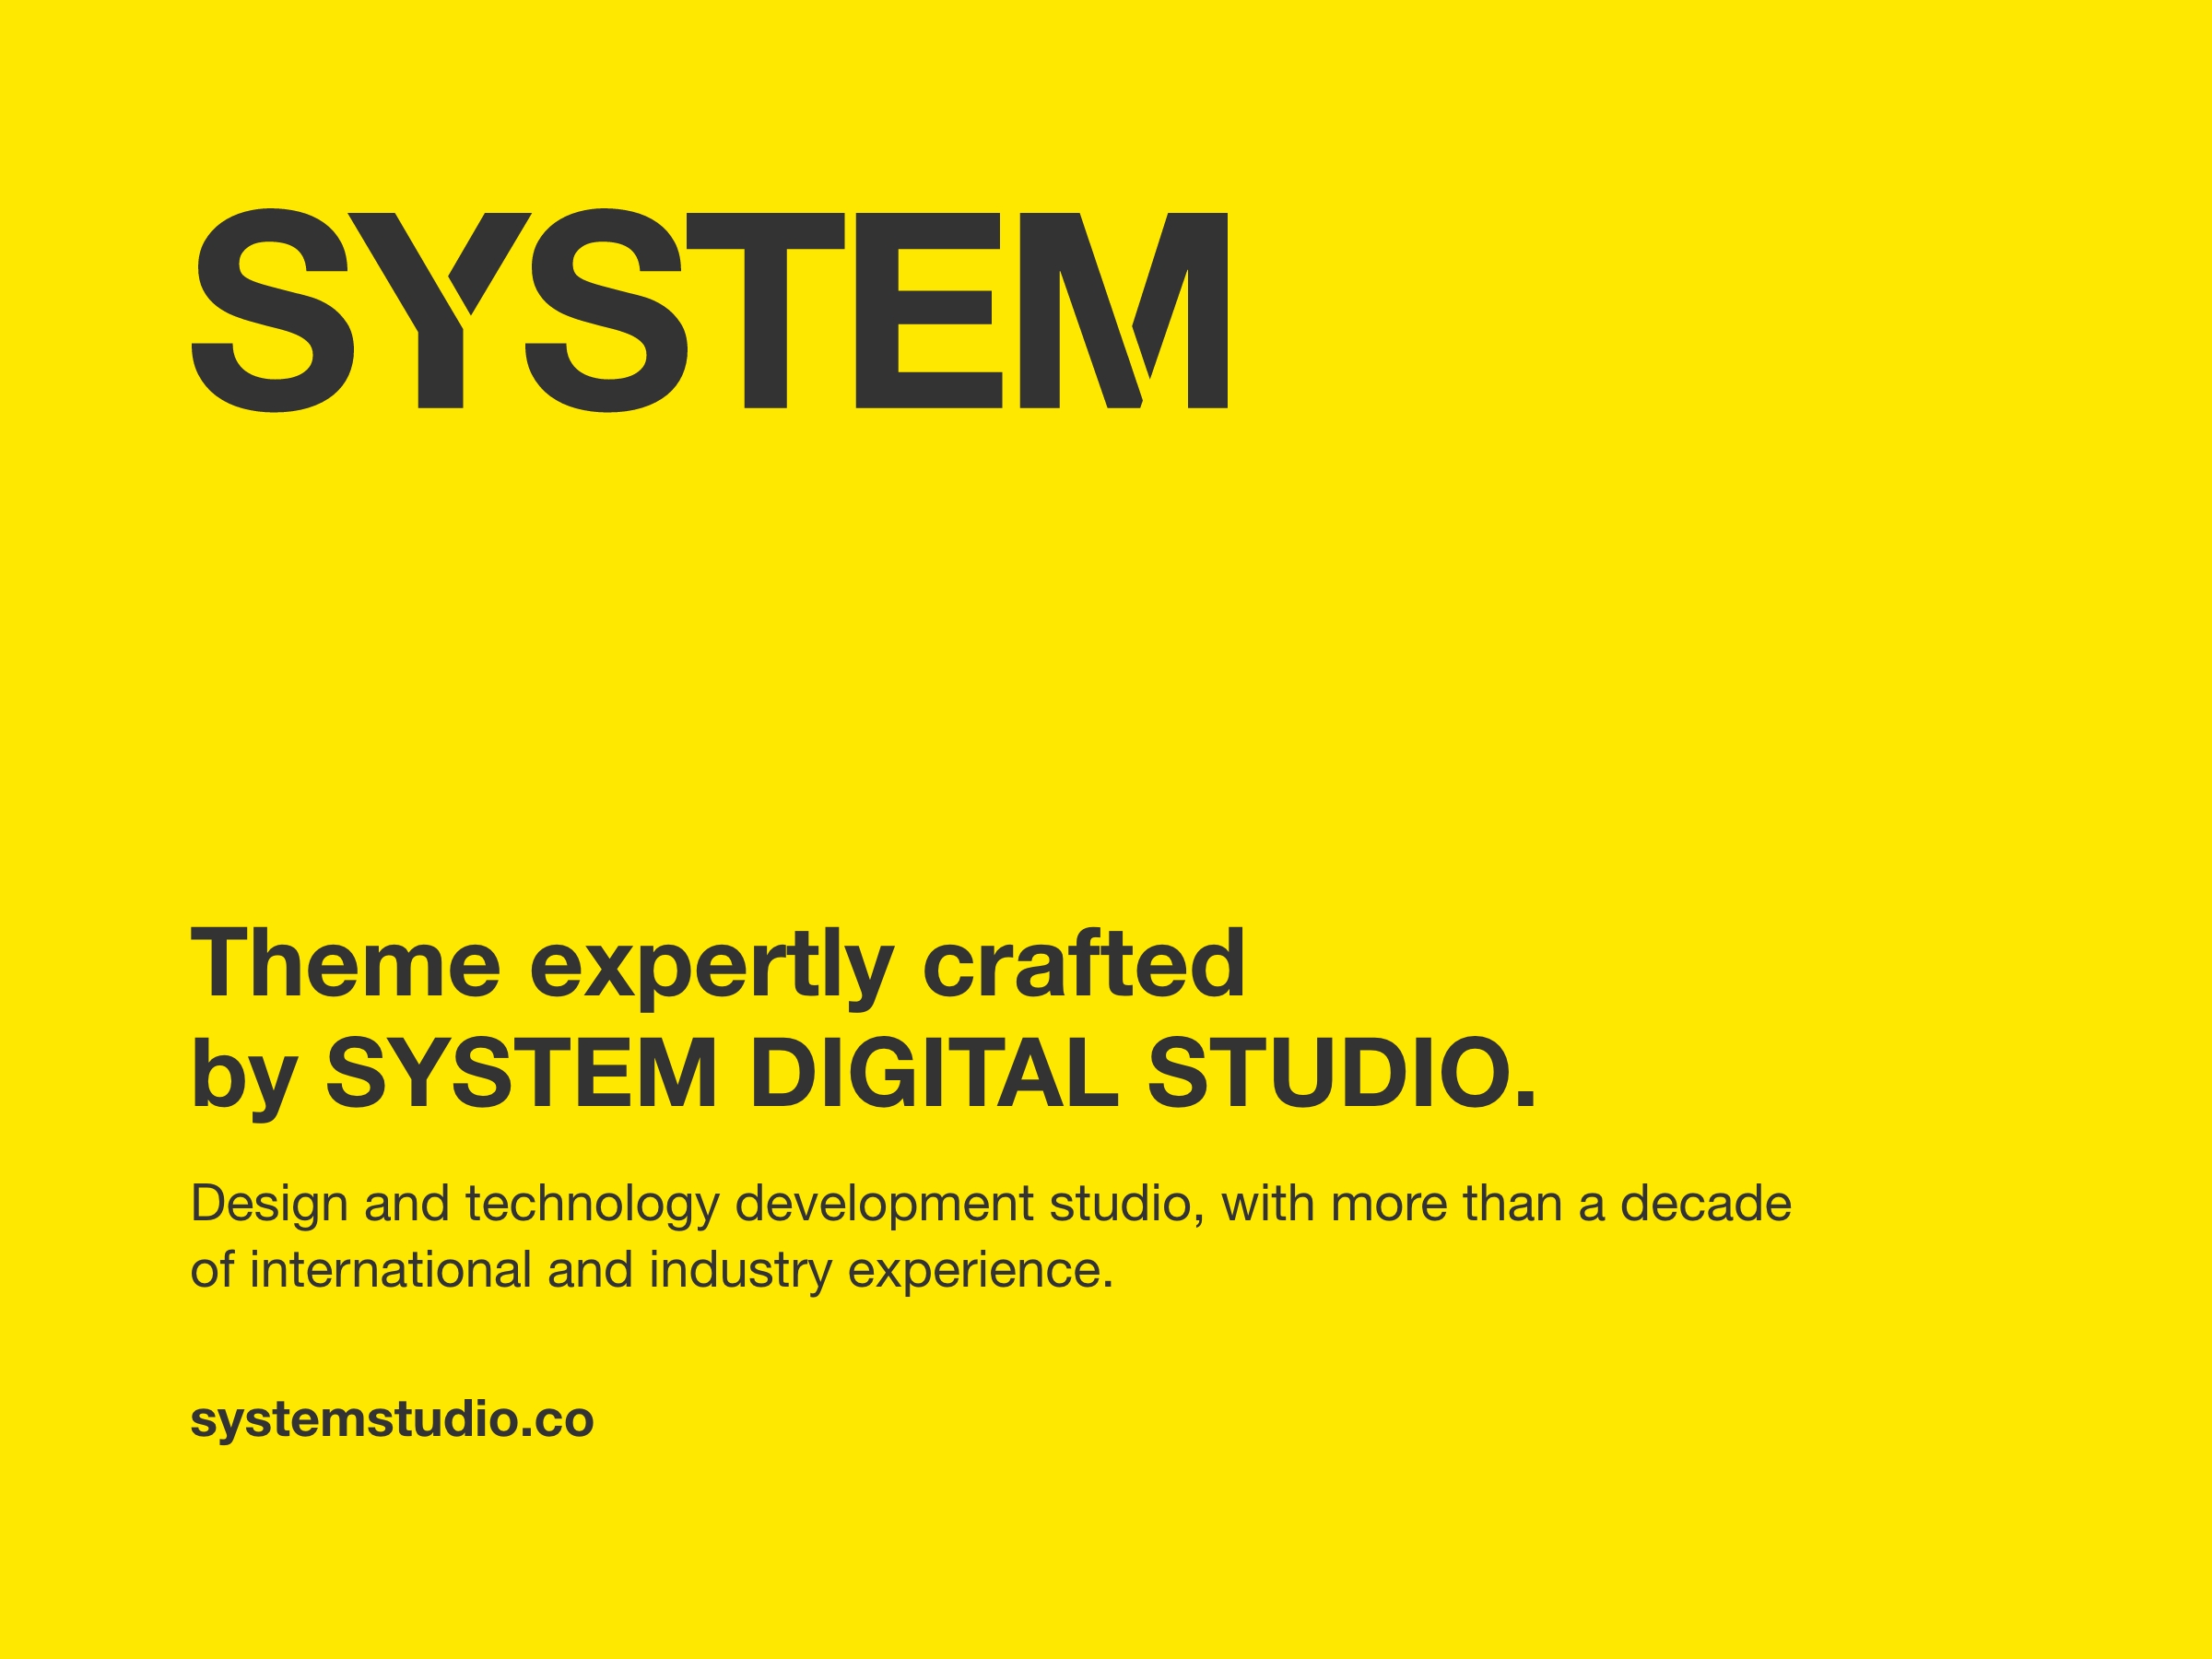 SYSTEM
Theme expertly crafted
by SYSTEM DIGITAL STUDIO.
Design and technology development studio, with more than a decade
of international and industry experience.
systemstudio.co